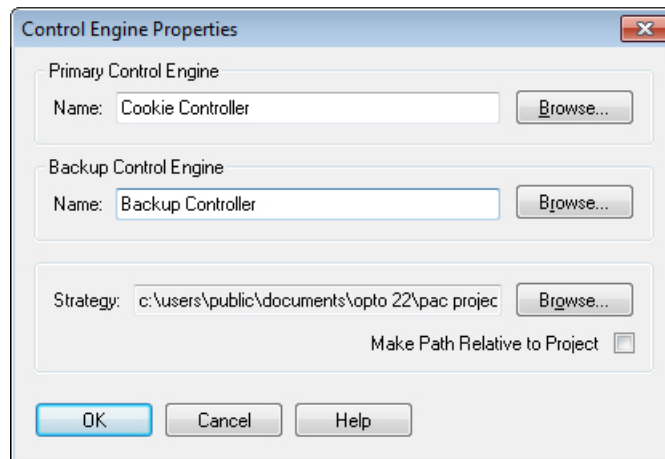 Control Engine Properties
Primary Control Engine
Name: Cookie Controller Browse...
Backup Control Engine
Name: Backup Controller Browse...
Strategy: c:\users\public\documents\opto 22\pac projec Browse...
Make Path Relative to Project
OK Cancel Help